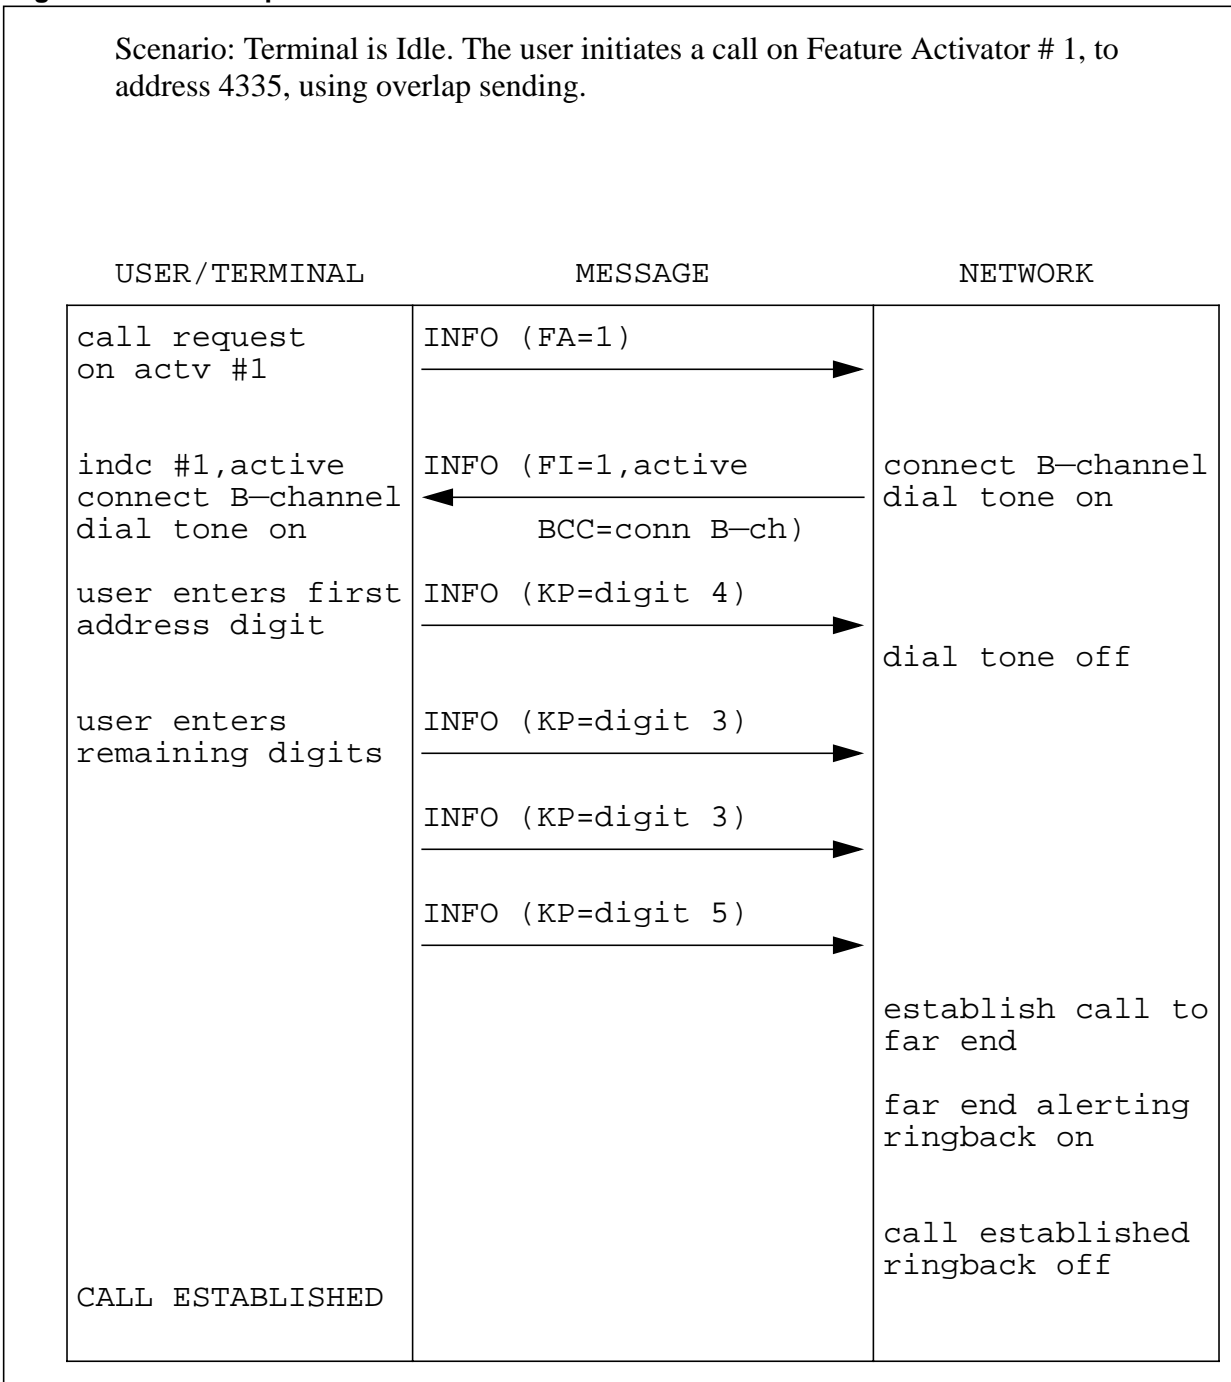 Scenario: Terminal is Idle. The user initiates a call on Feature Activator # 1, to
address 4335, using overlap sending.
USER/TERMINAL MESSAGE NETWORK
call request INFO (FA=1)
on actv #1
indc #1,active INFO (FI=1,active connect B—channel
connect B—channel dial tone on
dial tone on BCC=conn B—ch)
user enters first INFO (KP=digit 4)
address digit
dial tone off
user enters INFO (KP=digit 3)
remaining digits
INFO (KP=digit 3)
INFO (KP=digit 5)
establish call to
far end
far end alerting
ringback on
call established
ringback off
CALL ESTABLISHED